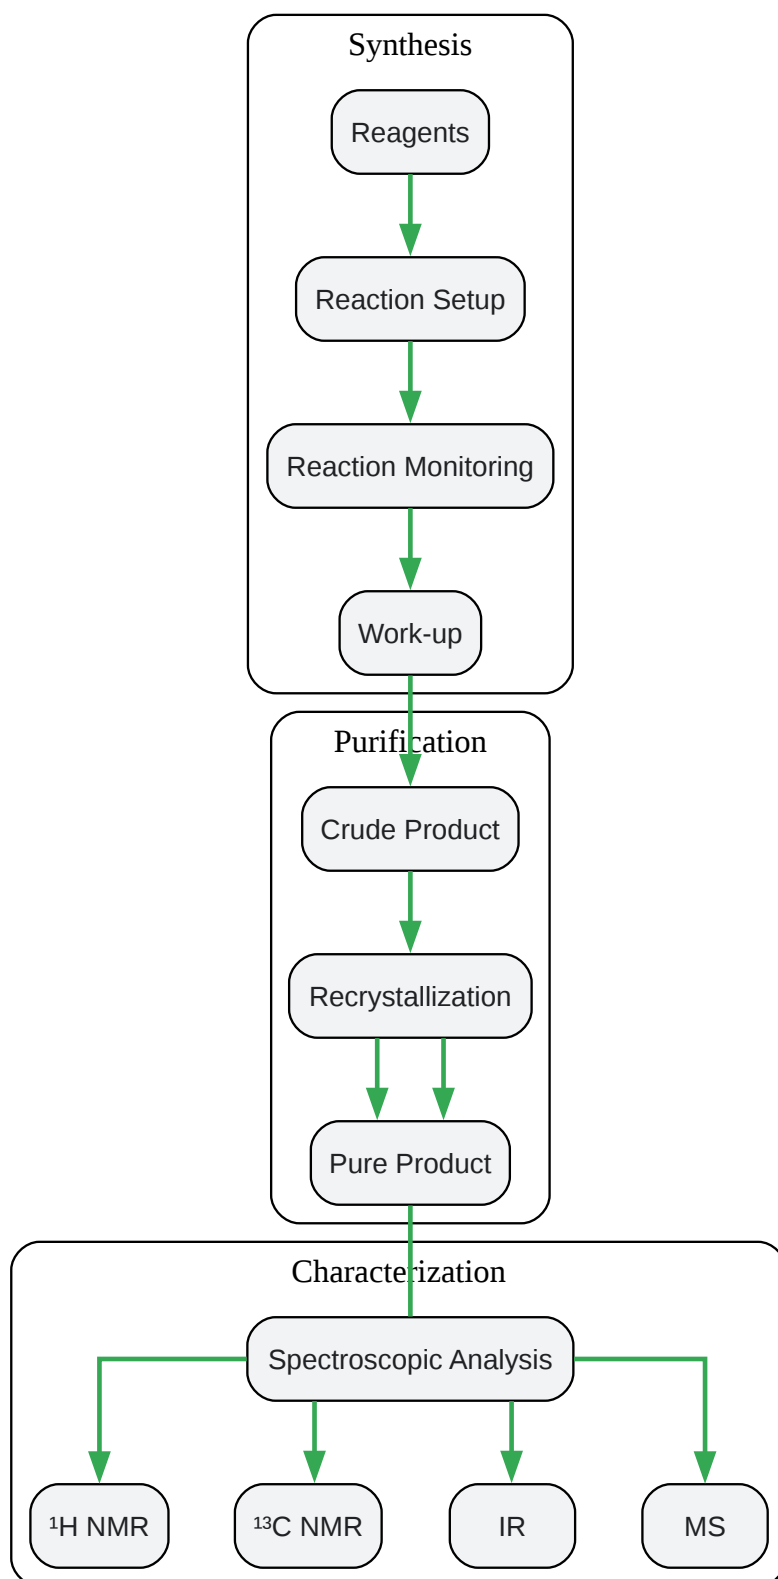 Synthesis
Reagents
Reaction Setup
Reaction Monitoring
Work-up
Purification
Crude Product
Recrystallization
Pure Product
Characterization
Spectroscopic Analysis
¹H NMR
¹³C NMR
IR
MS